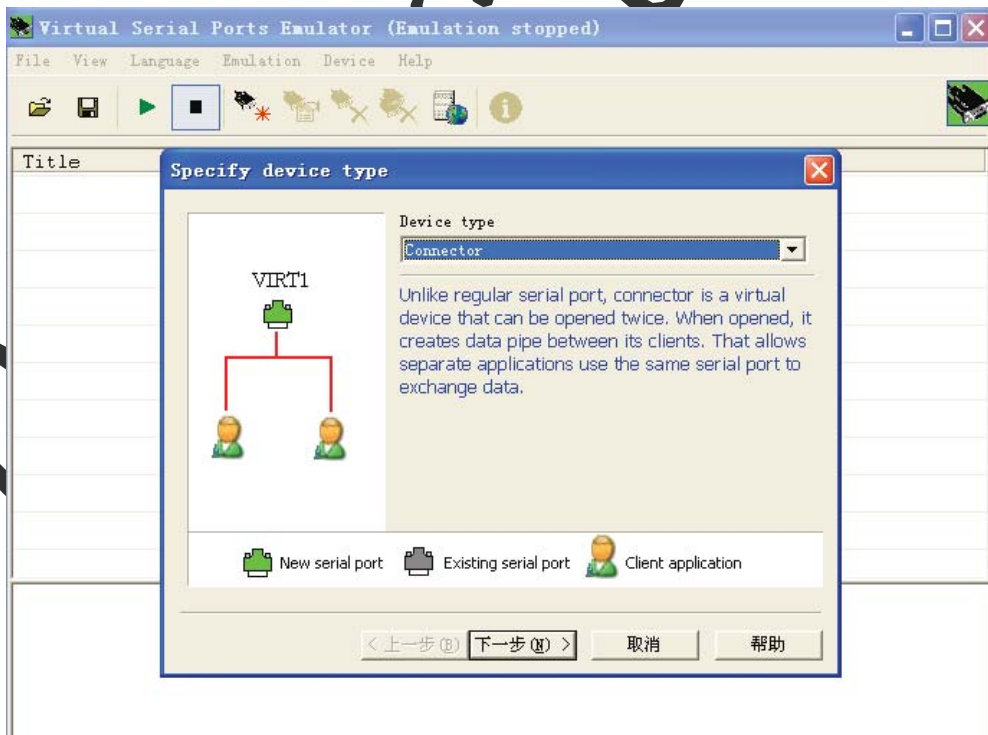 Virtual Serial Ports Emulator (Emulation stopped)
File View Language Emulation Device Help
Title
Specify device type
Device type
Connector
VIRT1
Unlike regular serial port, connector is a virtual
device that can be opened twice. When opened, it
creates data pipe between its clients. That allows
separate applications use the same serial port to
exchange data.
New serial port Existing serial port Client application
< 上一步(B) 下一步(N) > 取消 帮助